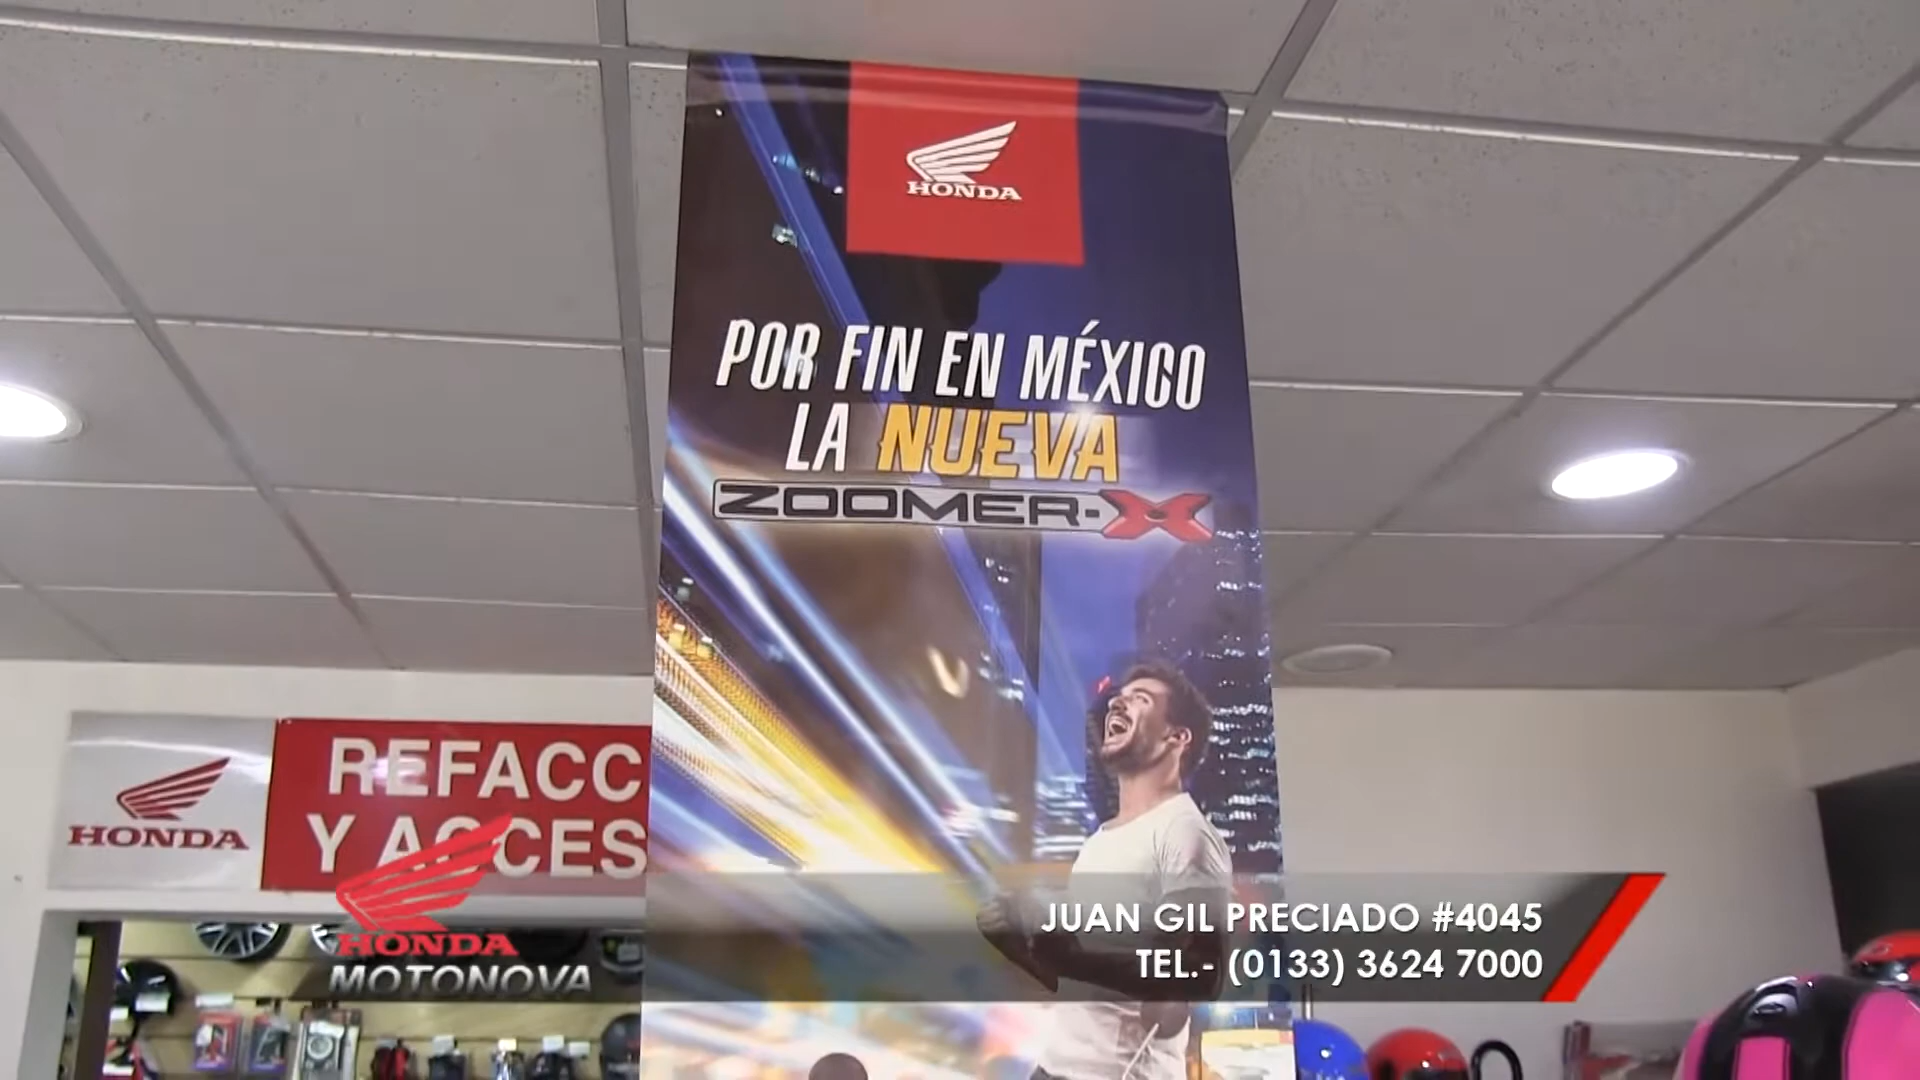 HONDA
POR FIN EN MÉXICO
LA NUEVA
ZOOMER-X
HONDA
REFACC
Y ACCES
HONDA
MOTONOVA
JUAN GIL PRECIADO #4045
TEL.- (0133) 3624 7000